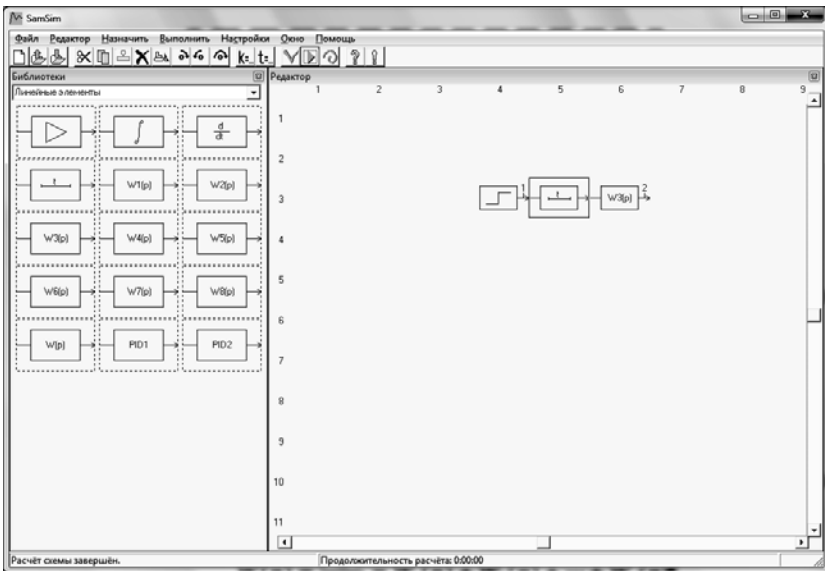 SamSim
Файл Редактор Назначить Выполнить Настройки Окно Помощь
k= t=
Библиотеки
Редактор
Линейные элементы
1 2 3 4 5 6 7 8 9
1
2
3
4
5
6
7
8
9
10
11
d
dt
W1(p) W2(p)
W3(p) W4(p) W5(p)
W6(p) W7(p) W8(p)
W(p) PID1 PID2
1 W3(p) 2
Расчёт схемы завершён.
Продолжительность расчёта: 0:00:00